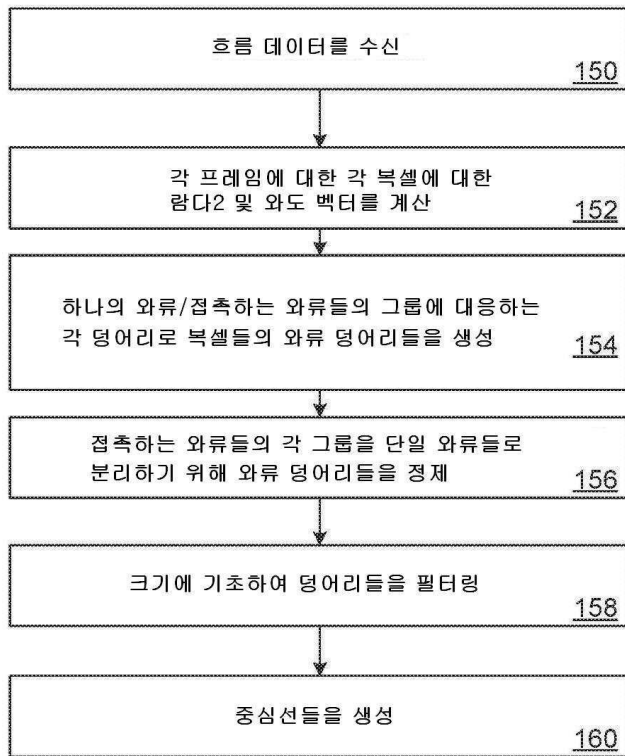 흐름 데이터를 수신
150
각 프레임에 대한 각 복셀에 대한
람다2 및 와도 벡터를 계산
152
하나의 와류/접촉하는 와류들의 그룹에 대응하는
각 덩어리로 복셀들의 와류 덩어리들을 생성
154
접촉하는 와류들의 각 그룹을 단일 와류들로
분리하기 위해 와류 덩어리들을 정제
156
크기에 기초하여 덩어리들을 필터링
158
중심선들을 생성
160